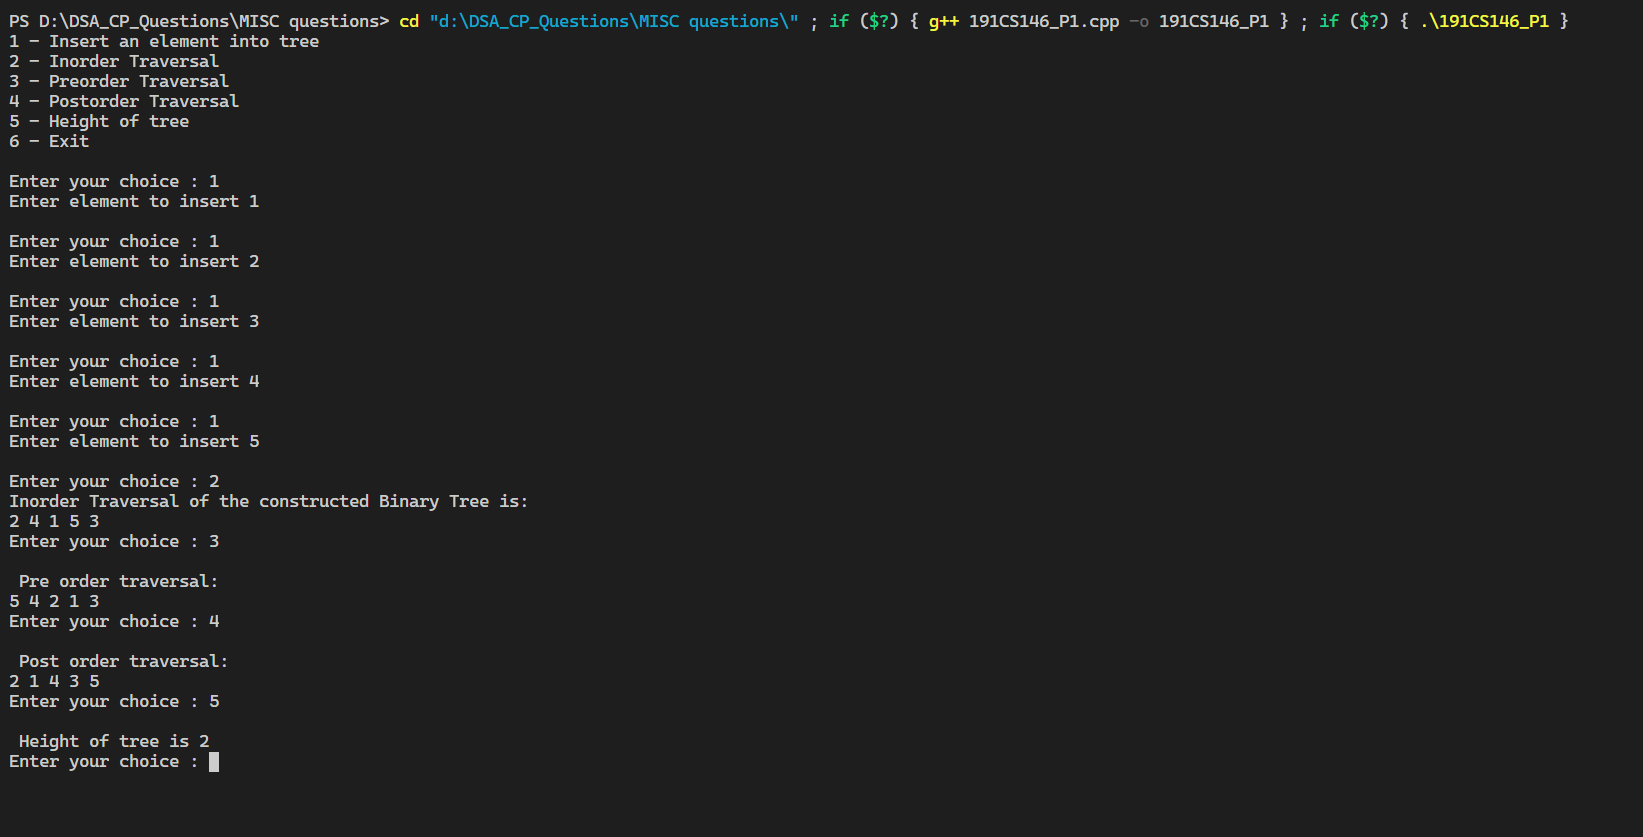 PS D:\DSA_CP_Questions\MISC questions> cd "d:\DSA_CP_Questions\MISC questions\" ; if ($?) { g++ 191CS146_P1.cpp -o 191CS146_P1 } ; if ($?) { .\191CS146_P1 }
1 - Insert an element into tree
2 - Inorder Traversal
3 - Preorder Traversal
4 - Postorder Traversal
5 - Height of tree
6 - Exit
Enter your choice : 1
Enter element to insert 1
Enter your choice : 1
Enter element to insert 2
Enter your choice : 1
Enter element to insert 3
Enter your choice : 1
Enter element to insert 4
Enter your choice : 1
Enter element to insert 5
Enter your choice : 2
Inorder Traversal of the constructed Binary Tree is:
2 4 1 5 3
Enter your choice : 3
Pre order traversal:
5 4 2 1 3
Enter your choice : 4
Post order traversal:
2 1 4 3 5
Enter your choice : 5
Height of tree is 2
Enter your choice :